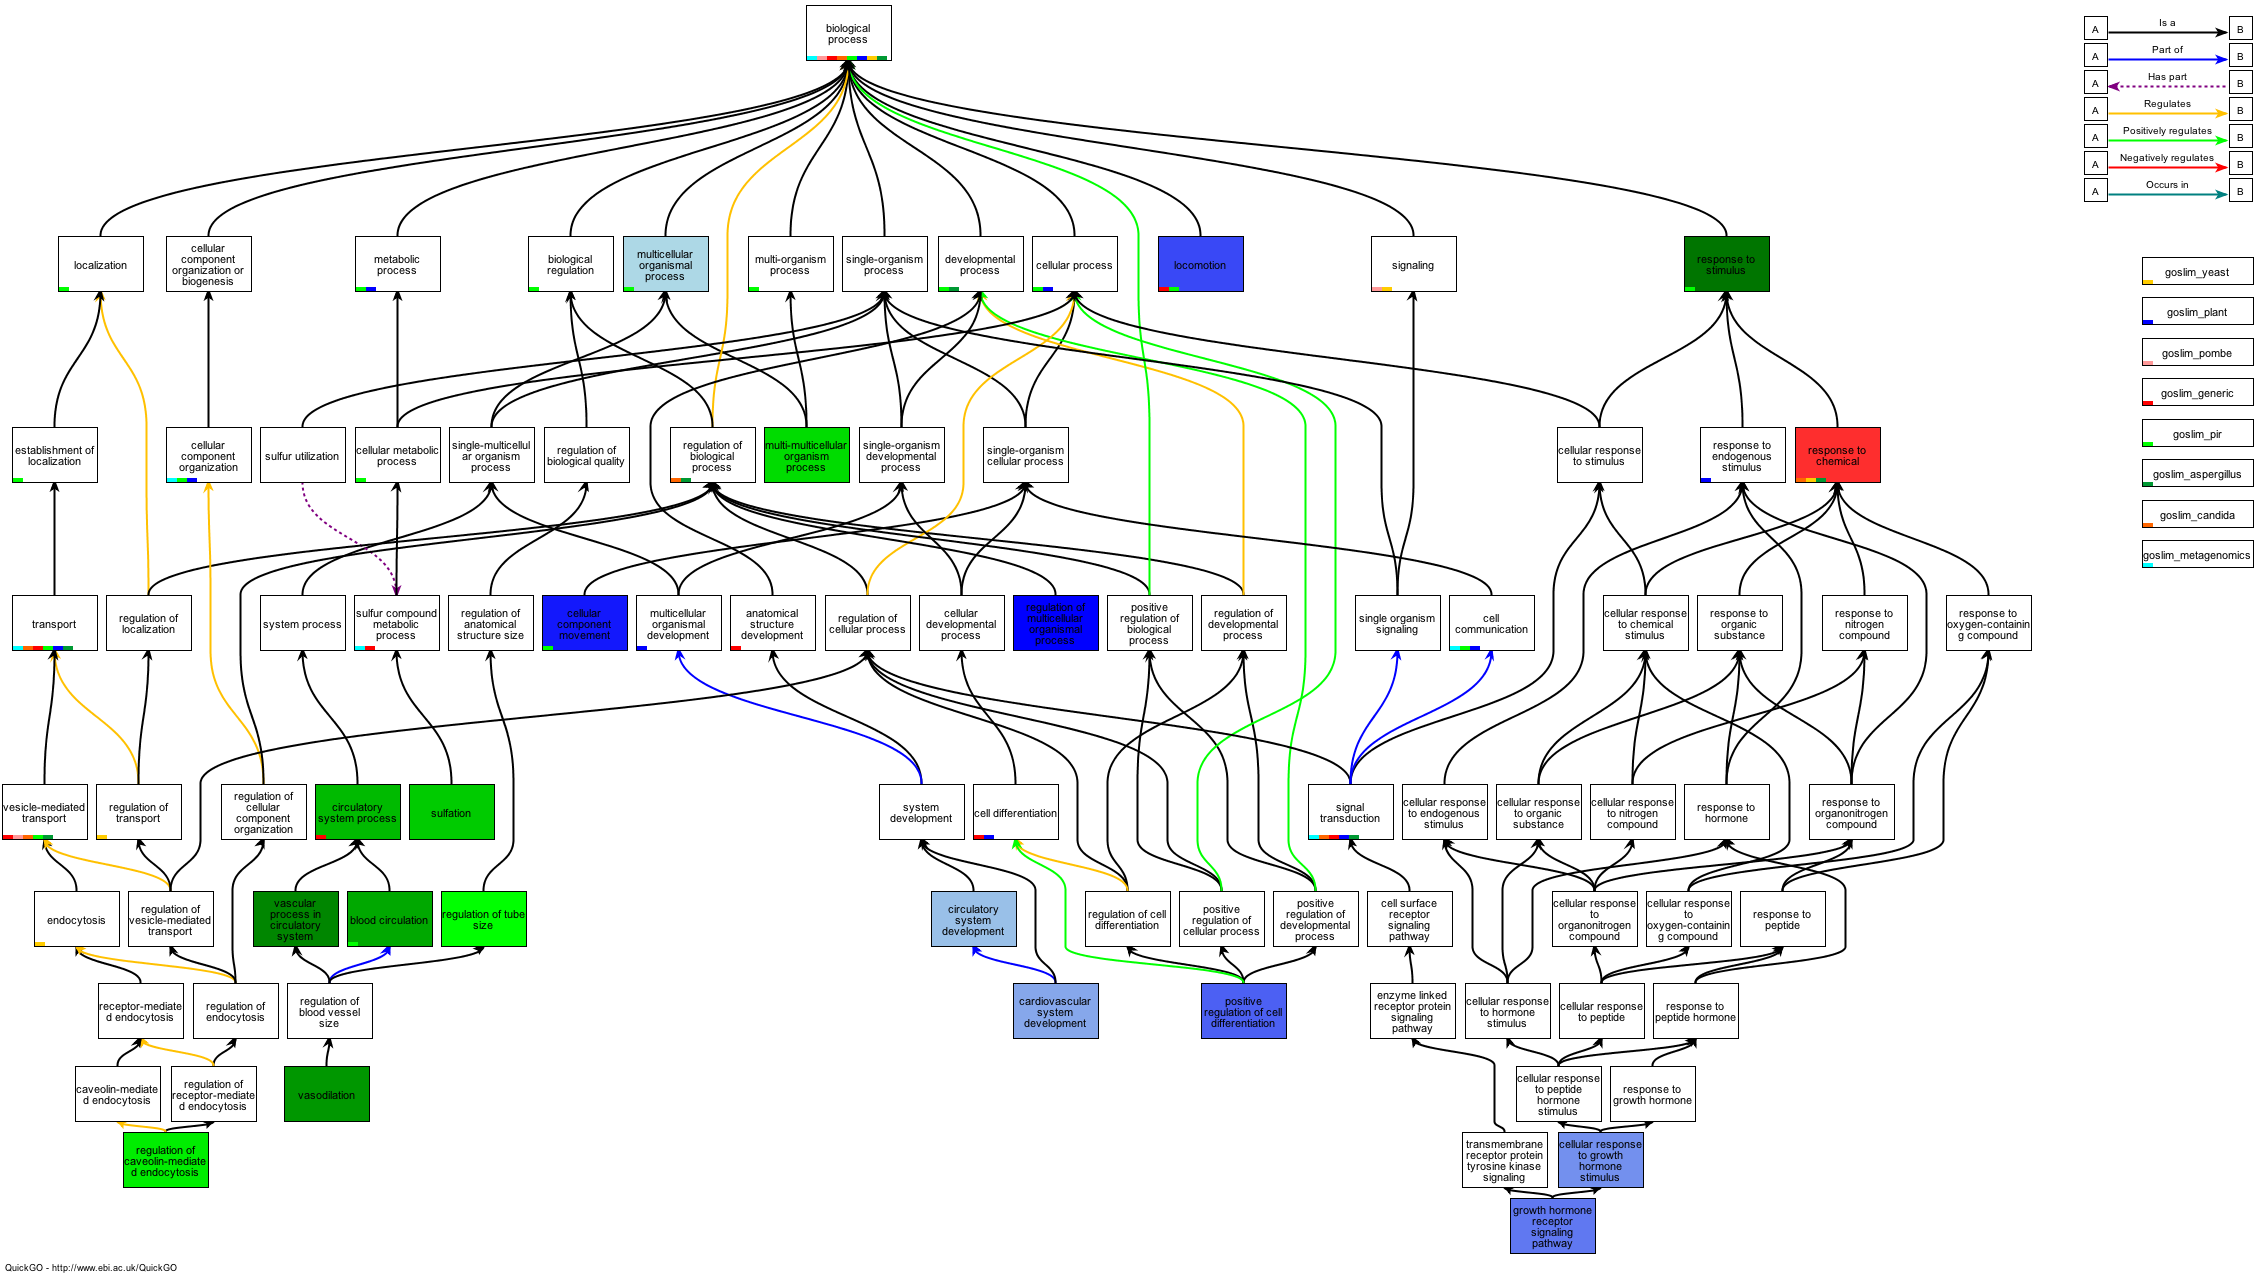 biological
process
A
Is a
B
A
Part of
B
A
Has part
B
A
Regulates
B
A
Positively regulates
B
A
Negatively regulates
B
A
Occurs in
B
localization
cellular
component
organization or
biogenesis
metabolic
process
biological
regulation
multicellular
organismal
process
multi-organism
process
single-organism
process
developmental
process
cellular process
locomotion
signaling
response to
stimulus
goslim_yeast
goslim_plant
goslim_pombe
goslim_generic
goslim_pir
goslim_aspergillus
goslim_candida
goslim_metagenomics
establishment of
localization
cellular
component
organization
sulfur utilization
cellular metabolic
process
single-multicellul
ar organism
process
regulation of
biological quality
regulation of
biological
process
multi-multicellular
organism
process
single-organism
developmental
process
single-organism
cellular process
cellular response
to stimulus
response to
endogenous
stimulus
response to
chemical
transport
regulation of
localization
system process
sulfur compound
metabolic
process
regulation of
anatomical
structure size
cellular
component
movement
multicellular
organismal
development
anatomical
structure
development
regulation of
cellular process
cellular
developmental
process
regulation of
multicellular
organismal
process
positive
regulation of
biological
process
regulation of
developmental
process
single organism
signaling
cell
communication
cellular response
to chemical
stimulus
response to
organic
substance
response to
nitrogen
compound
response to
oxygen-containin
g compound
vesicle-mediated
transport
regulation of
transport
regulation of
cellular
component
organization
circulatory
system process
sulfation
system
development
cell differentiation
signal
transduction
cellular response
to endogenous
stimulus
cellular response
to organic
substance
cellular response
to nitrogen
compound
response to
hormone
response to
organonitrogen
compound
endocytosis
regulation of
vesicle-mediated
transport
vascular
process in
circulatory
system
blood circulation
regulation of tube
size
circulatory
system
development
regulation of cell
differentiation
positive
regulation of
cellular process
positive
regulation of
developmental
process
cell surface
receptor
signaling
pathway
cellular response
to
organonitrogen
compound
cellular response
to
oxygen-containin
g compound
response to
peptide
receptor-mediate
d endocytosis
regulation of
endocytosis
regulation of
blood vessel
size
cardiovascular
system
development
positive
regulation of cell
differentiation
enzyme linked
receptor protein
signaling
pathway
cellular response
to hormone
stimulus
cellular response
to peptide
response to
peptide hormone
caveolin-mediate
d endocytosis
regulation of
receptor-mediate
d endocytosis
vasodilation
cellular response
to peptide
hormone
stimulus
response to
growth hormone
regulation of
caveolin-mediate
d endocytosis
transmembrane
receptor protein
tyrosine kinase
signaling
cellular response
to growth
hormone
stimulus
growth hormone
receptor
signaling
pathway
QuickGO - http://www.ebi.ac.uk/QuickGO